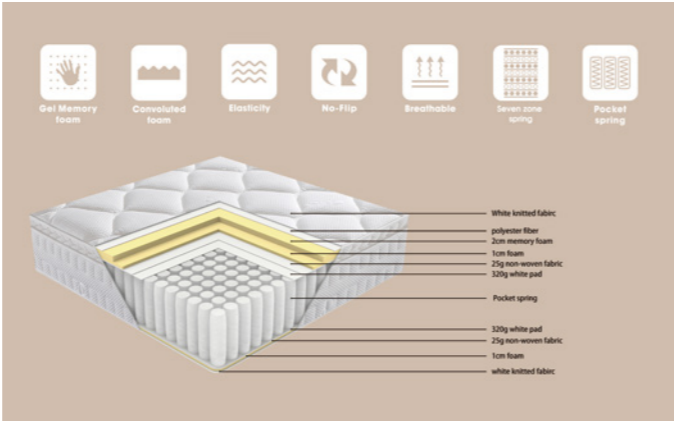 Gel Memory
foam
Convoluted
foam
Elasticity
No-Flip
Breathable
Seven zone
spring
Pocket
spring
White knitted fabirc
polyester fiber
2cm memory foam
1cm foam
25g non-woven fabric
320g white pad
Pocket spring
320g white pad
25g non-woven fabric
1cm foam
white knitted fabirc